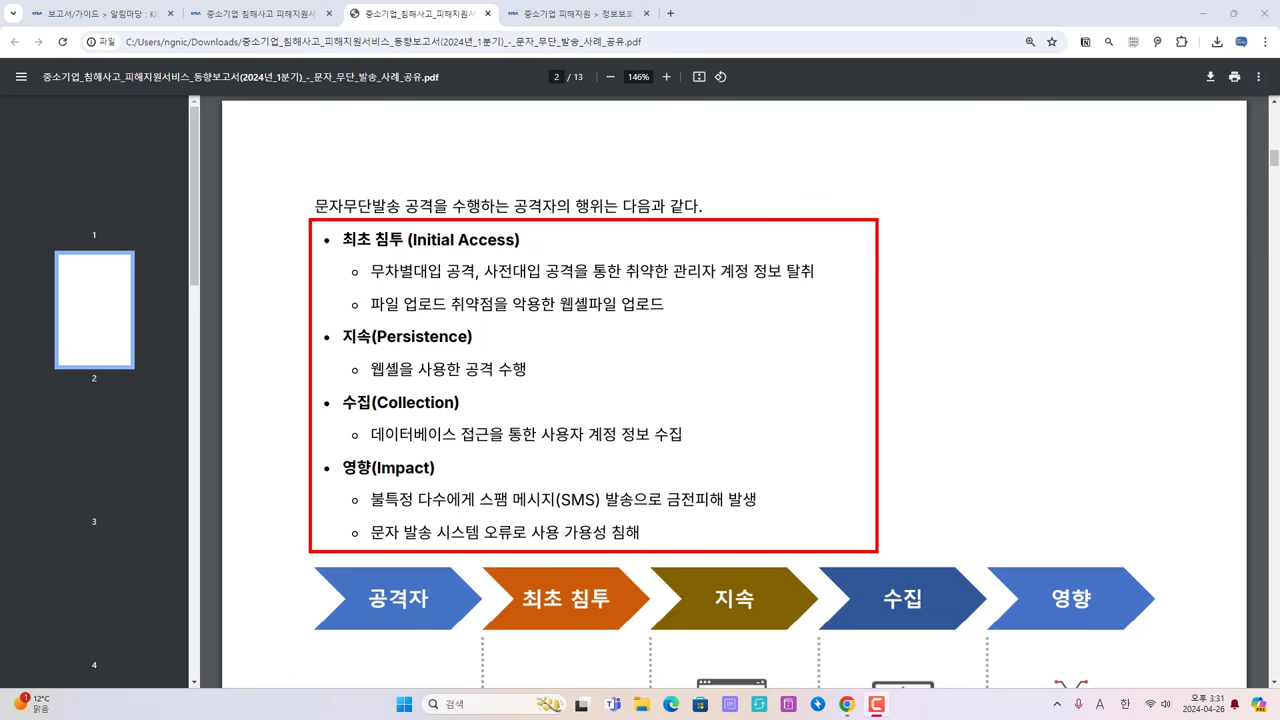 보고서/가이드 > 알림마당 : KI
중소기업 침해사고 피해지원서
중소기업_침해사고_피해지원서
중소기업 피해지원 > 정보보
파일
C:/Users/ngnic/Downloads/중소기업_침해사고_피해지원서비스_동향보고서(2024년_1분기)_-_문자_무단_발송_사례_공유.pdf
중소기업_침해사고_피해지원서비스_동향보고서(2024년_1분기)_-_문자_무단_발송_사례_공유.pdf
2 / 13
146%
1
2
3
4
문자무단발송 공격을 수행하는 공격자의 행위는 다음과 같다.
• 최초 침투 (Initial Access)
◦ 무차별대입 공격, 사전대입 공격을 통한 취약한 관리자 계정 정보 탈취
◦ 파일 업로드 취약점을 악용한 웹셸파일 업로드
• 지속(Persistence)
◦ 웹셸을 사용한 공격 수행
• 수집(Collection)
◦ 데이터베이스 접근을 통한 사용자 계정 정보 수집
• 영향(Impact)
◦ 불특정 다수에게 스팸 메시지(SMS) 발송으로 금전피해 발생
◦ 문자 발송 시스템 오류로 사용 가용성 침해
공격자
최초 침투
지속
수집
영향
1
12°C
맑음
검색
A
한
오후 3:31
2024-04-26